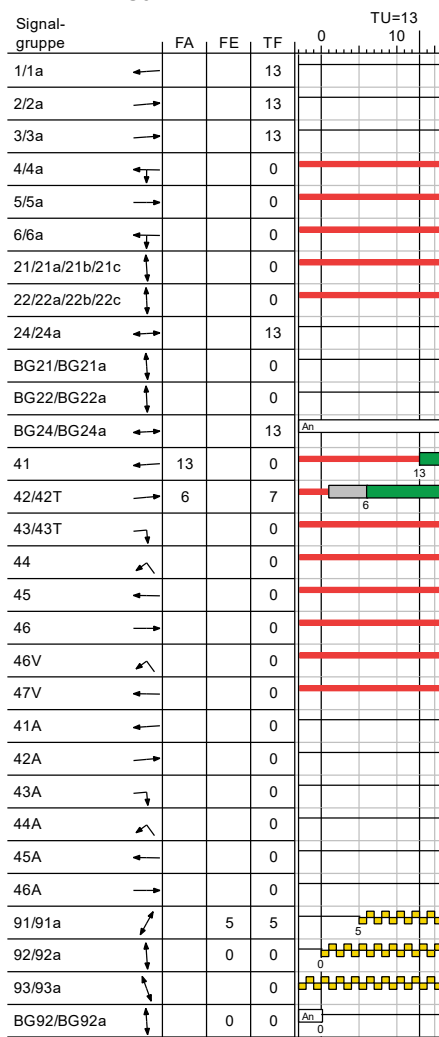 Signal-
gruppe FA FE TF TU=13
0 10
1/1a 13
2/2a 13
3/3a 13
4/4a 0
5/5a 0
6/6a 0
21/21a/21b/21c 0
22/22a/22b/22c 0
24/24a 13
BG21/BG21a 0
BG22/BG22a 0
BG24/BG24a 13 An
41 13 0 13
42/42T 6 7 6
43/43T 0
44 0
45 0
46 0
46V 0
47V 0
41A 0
42A 0
43A 0
44A 0
45A 0
46A 0
91/91a 5 5 5
92/92a 0 0 0
93/93a 0
BG92/BG92a 0 0 An 0